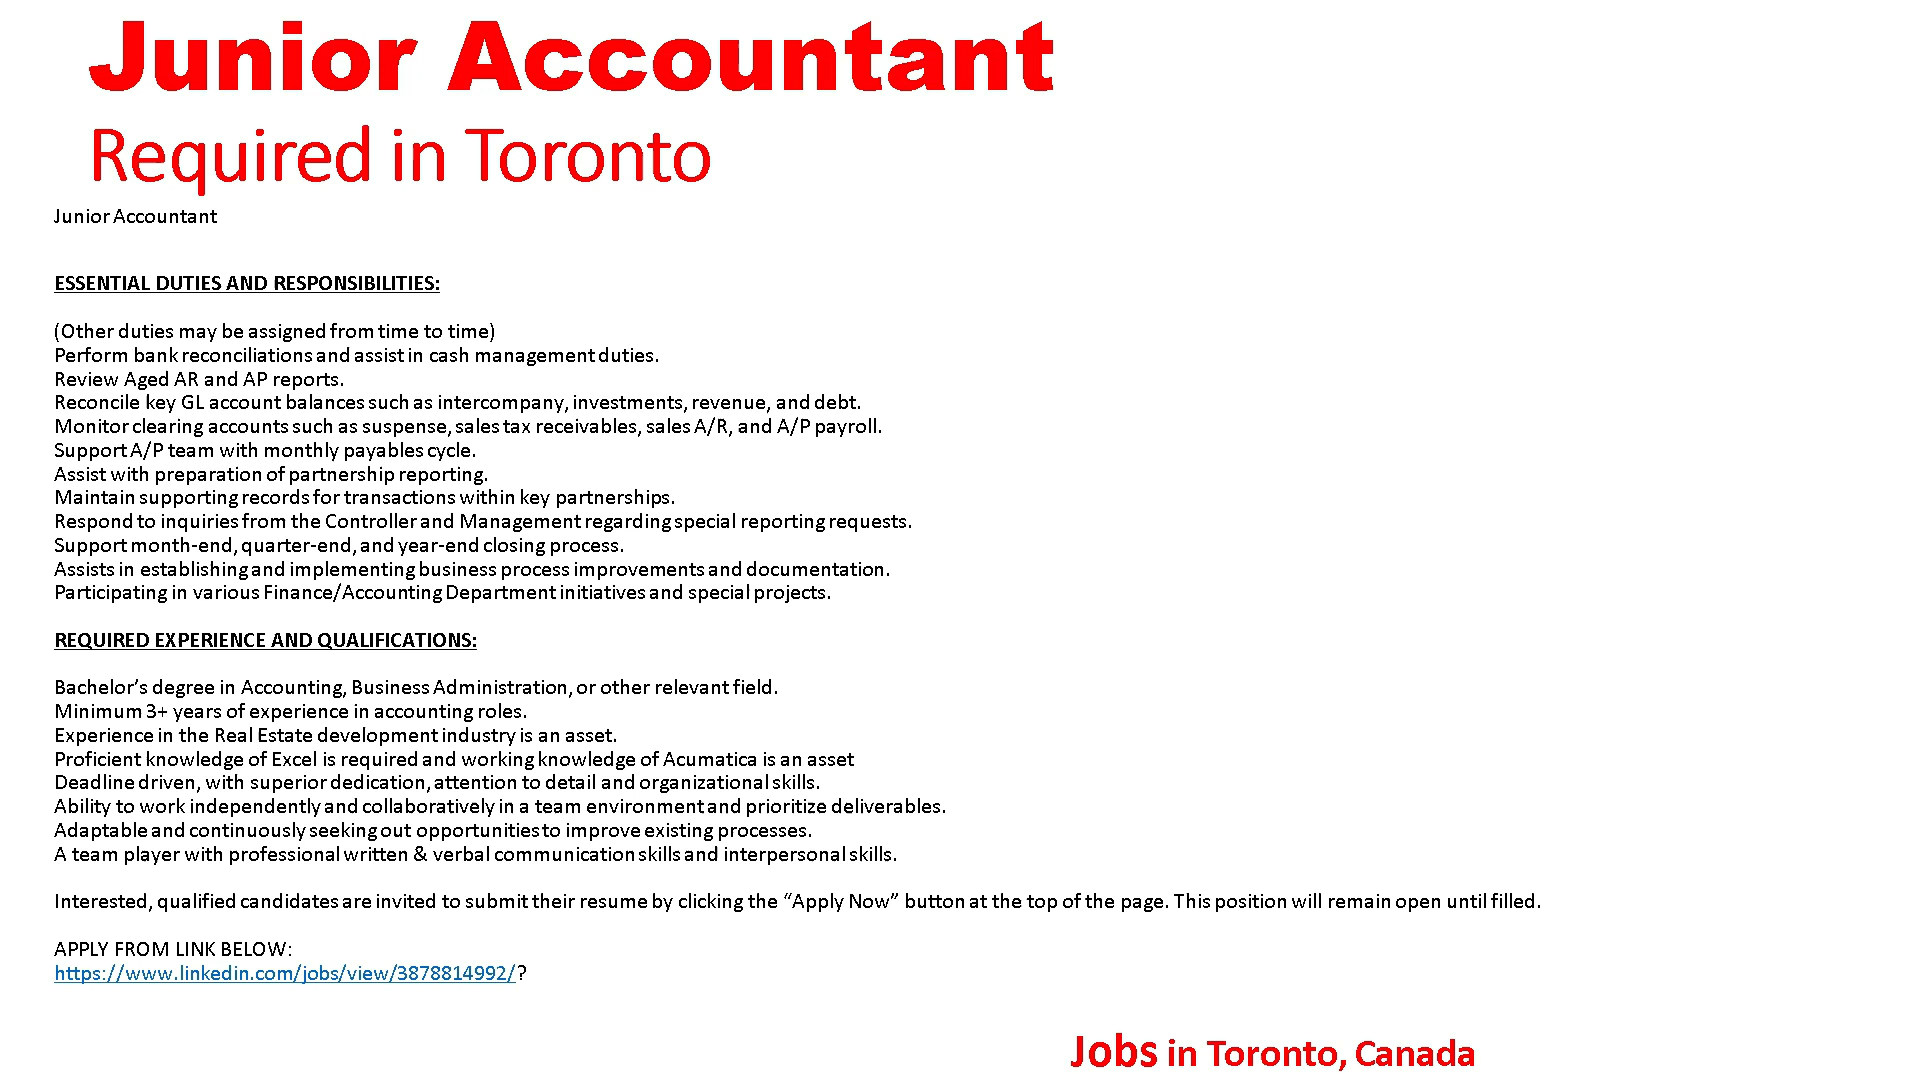 Junior Accountant
Required in Toronto
Junior Accountant
ESSENTIAL DUTIES AND RESPONSIBILITIES:
(Other duties may be assigned from time to time)
Perform bank reconciliations and assist in cash management duties.
Review Aged AR and AP reports.
Reconcile key GL account balances such as intercompany, investments, revenue, and debt.
Monitor clearing accounts such as suspense, sales tax receivables, sales A/R, and A/P payroll.
Support A/P team with monthly payables cycle.
Assist with preparation of partnership reporting.
Maintain supporting records for transactions within key partnerships.
Respond to inquiries from the Controller and Management regarding special reporting requests.
Support month-end, quarter-end, and year-end closing process.
Assists in establishing and implementing business process improvements and documentation.
Participating in various Finance/Accounting Department initiatives and special projects.
REQUIRED EXPERIENCE AND QUALIFICATIONS:
Bachelor’s degree in Accounting, Business Administration, or other relevant field.
Minimum 3+ years of experience in accounting roles.
Experience in the Real Estate development industry is an asset.
Proficient knowledge of Excel is required and working knowledge of Acumatica is an asset
Deadline driven, with superior dedication, attention to detail and organizational skills.
Ability to work independently and collaboratively in a team environment and prioritize deliverables.
Adaptable and continuously seeking out opportunities to improve existing processes.
A team player with professional written & verbal communication skills and interpersonal skills.
Interested, qualified candidates are invited to submit their resume by clicking the “Apply Now” button at the top of the page. This position will remain open until filled.
APPLY FROM LINK BELOW:
https://www.linkedin.com/jobs/view/3878814992/?
Jobs in Toronto, Canada